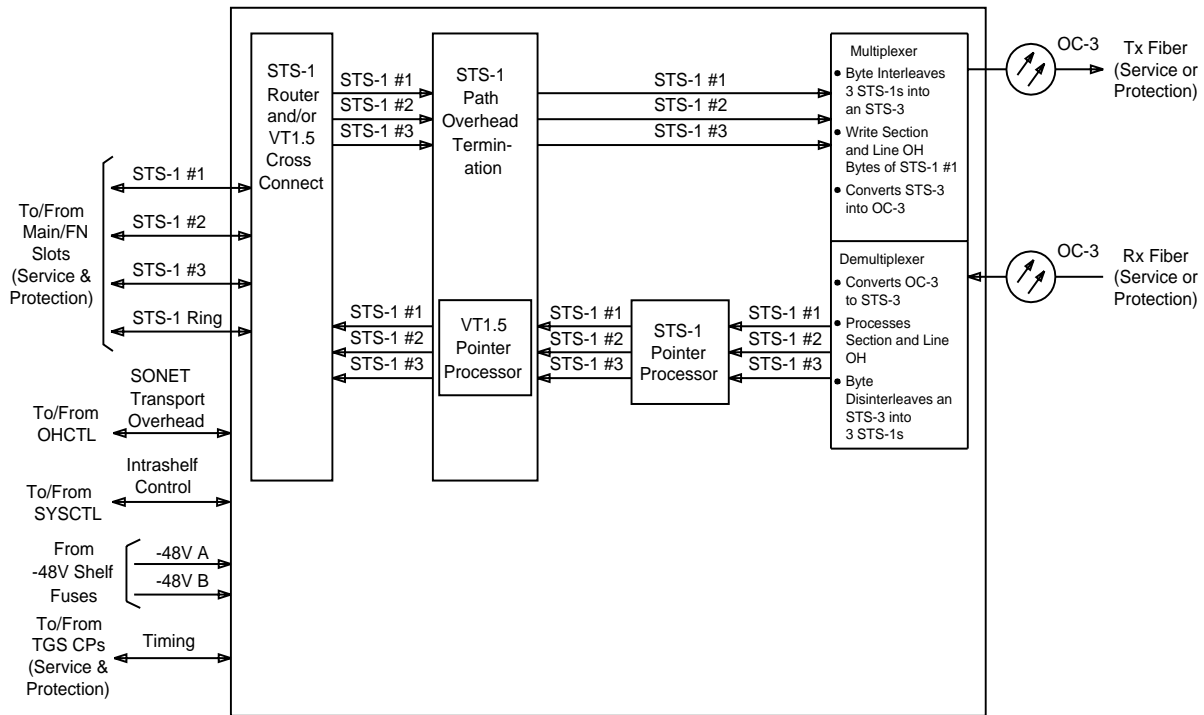 STS-1
Router
and/or
VT1.5
Cross
Connect
STS-1 #1
STS-1 #2
STS-1 #3
STS-1
Path
Overhead
Termin-
ation
STS-1 #1
STS-1 #2
STS-1 #3
Multiplexer
• Byte Interleaves
3 STS-1s into
an STS-3
• Write Section
and Line OH
Bytes of STS-1 #1
• Converts STS-3
into OC-3
OC-3
Tx Fiber
(Service or
Protection)
To/From
Main/FN
Slots
(Service &
Protection)
STS-1 #1
STS-1 #2
STS-1 #3
STS-1 Ring
STS-1 #1
STS-1 #2
STS-1 #3
VT1.5
Pointer
Processor
STS-1 #1
STS-1 #2
STS-1 #3
STS-1
Pointer
Processor
STS-1 #1
STS-1 #2
STS-1 #3
Demultiplexer
• Converts OC-3
to STS-3
• Processes
Section and Line
OH
• Byte
Disinterleaves an
STS-3 into
3 STS-1s
OC-3
Rx Fiber
(Service or
Protection)
To/From
OHCTL
SONET
Transport
Overhead
To/From
SYSCTL
Intrashelf
Control
From
-48V Shelf
Fuses
-48V A
-48V B
To/From
TGS CPs
(Service &
Protection)
Timing